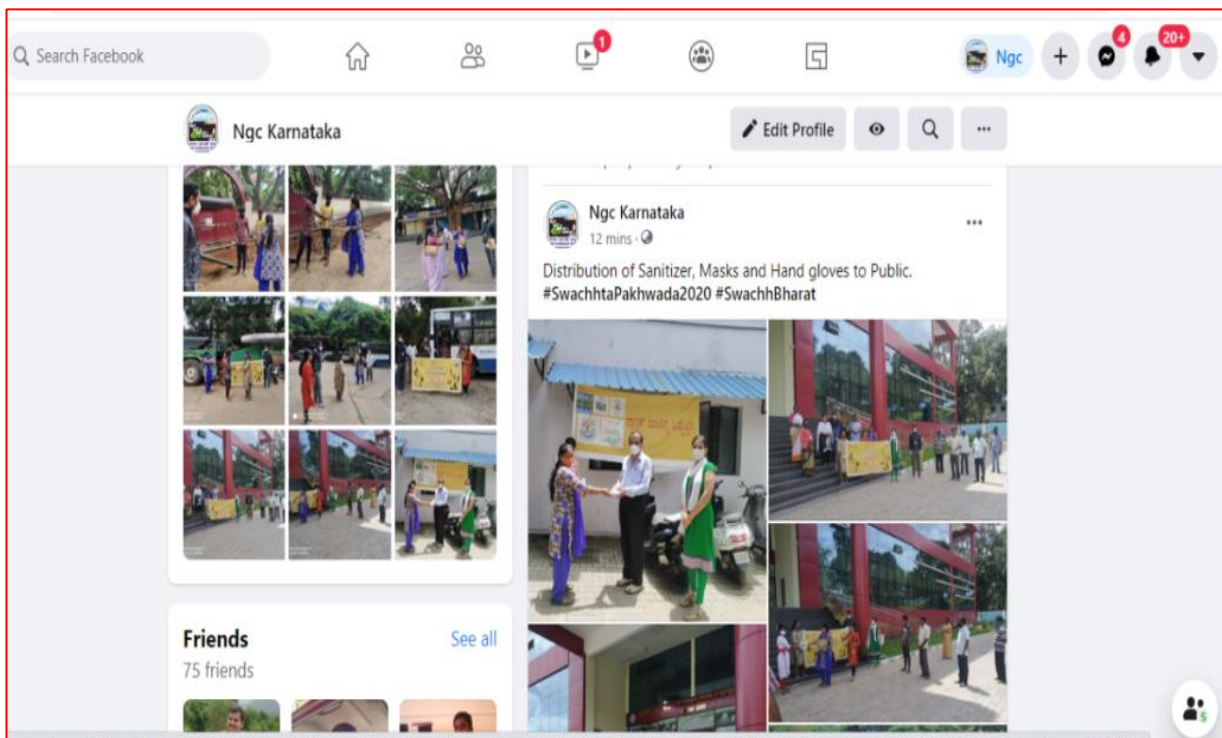 Search Facebook
1
Ngc
4
20+
Ngc Karnataka
Edit Profile
Ngc Karnataka
12 mins
Distribution of Sanitizer, Masks and Hand gloves to Public.
#SwachhtaPakhwada2020 #SwachhBharat
Friends
See all
75 friends